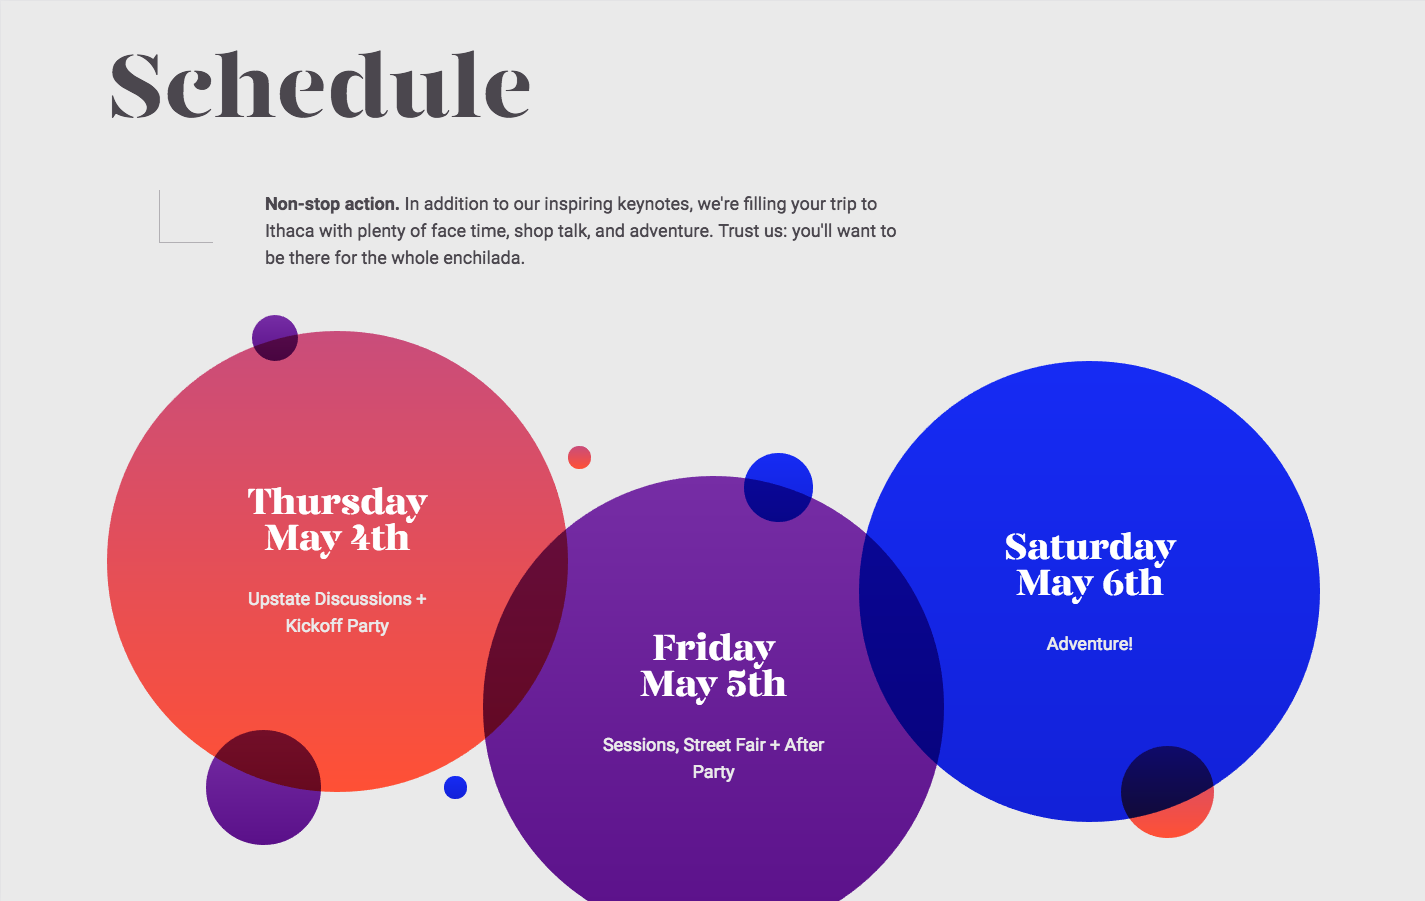 Schedule
Non-stop action. In addition to our inspiring keynotes, we're filling your trip to
Ithaca with plenty of face time, shop talk, and adventure. Trust us: you'll want to
be there for the whole enchilada.
Thursday
May 4th
Upstate Discussions +
Kickoff Party
Friday
May 5th
Sessions, Street Fair + After
Party
Saturday
May 6th
Adventure!